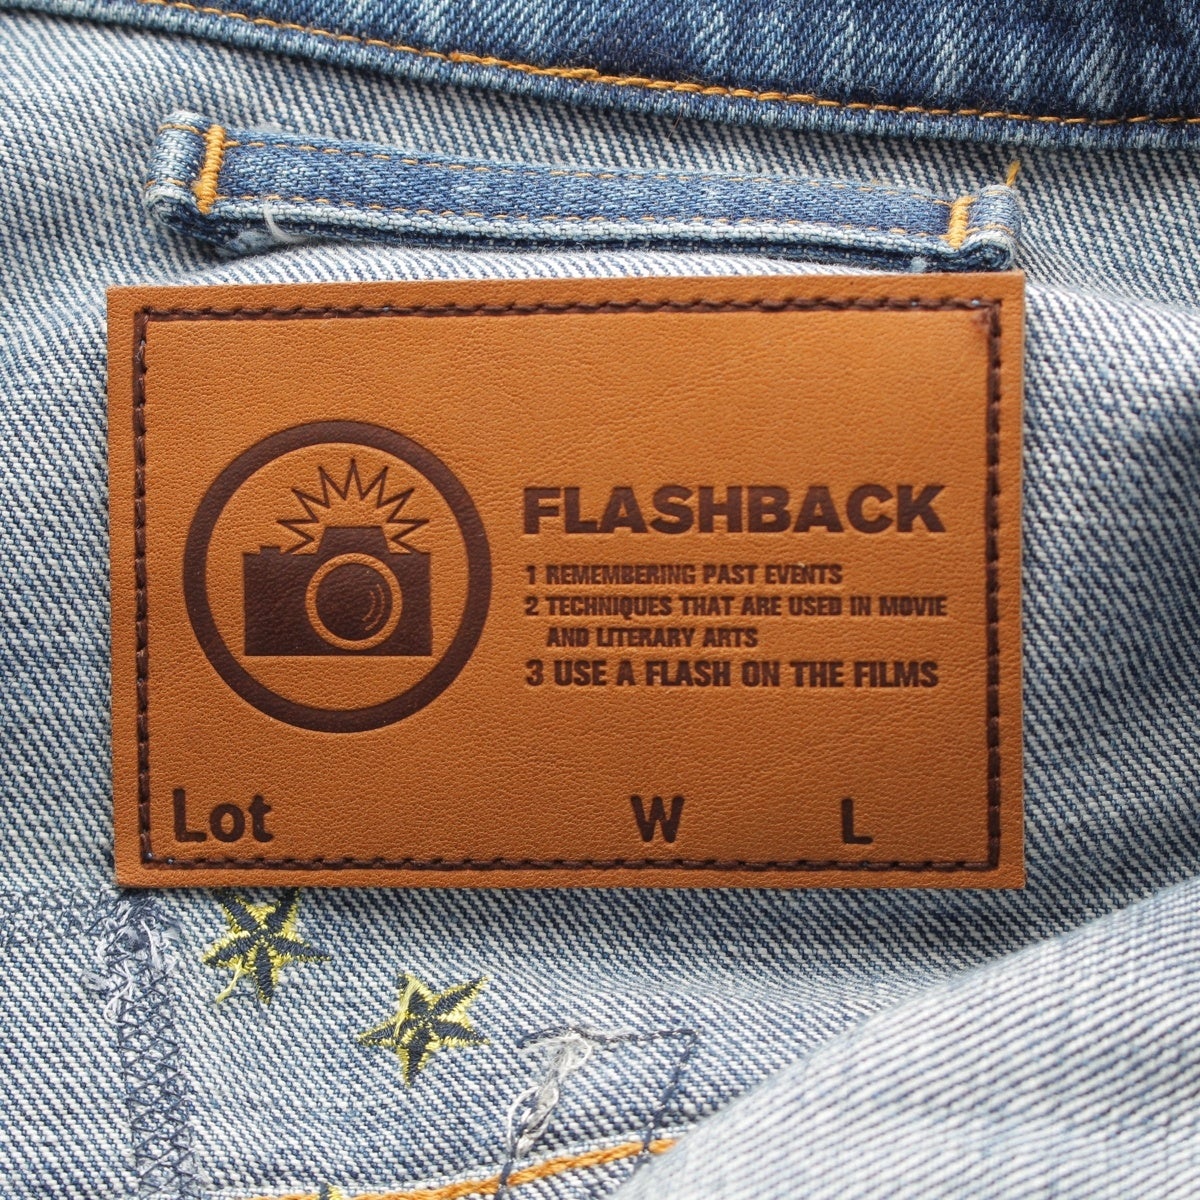 FLASHBACK
1 REMEMBERING PAST EVENTS
2 TECHNIQUES THAT ARE USED IN MOVIE
AND LITERARY ARTS
3 USE A FLASH ON THE FILMS
Lot W L